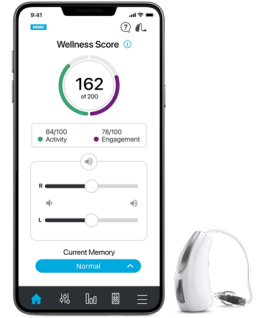 9:41
DEMO
Wellness Score
162
of 200
84/100
Activity
78/100
Engagement
R
L
Current Memory
Normal